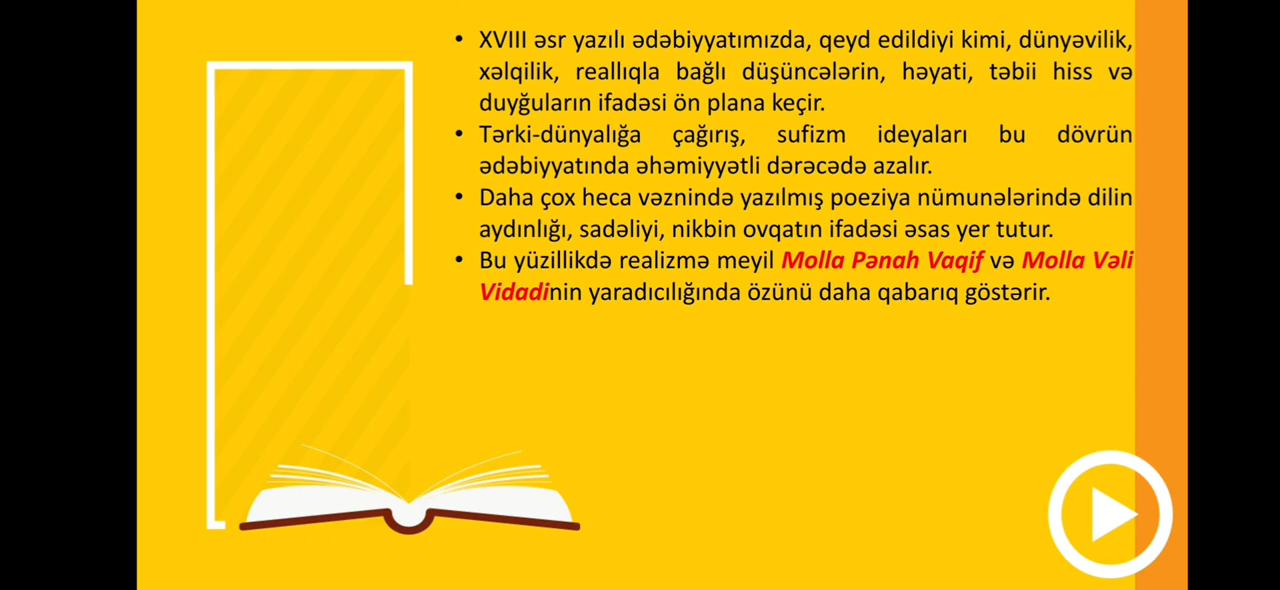 • XVIII əsr yazılı ədəbiyyatımızda, qeyd edildiyi kimi, dünyəvilik,
xəlqilik, reallıqla bağlı düşüncələrin, həyati, təbii hiss və
duyğuların ifadəsi ön plana keçir.
• Tərki-dünyalığa çağırış, sufizm ideyaları bu dövrün
ədəbiyyatında əhəmiyyətli dərəcədə azalır.
• Daha çox heca vəznində yazılmış poeziya nümunələrində dilin
aydınlığı, sadəliyi, nikbin ovqatın ifadəsi əsas yer tutur.
• Bu yüzillikdə realizmə meyil Molla Pənah Vaqif və Molla Vəli
Vidadinin yaradıcılığında özünü daha qabarıq göstərir.